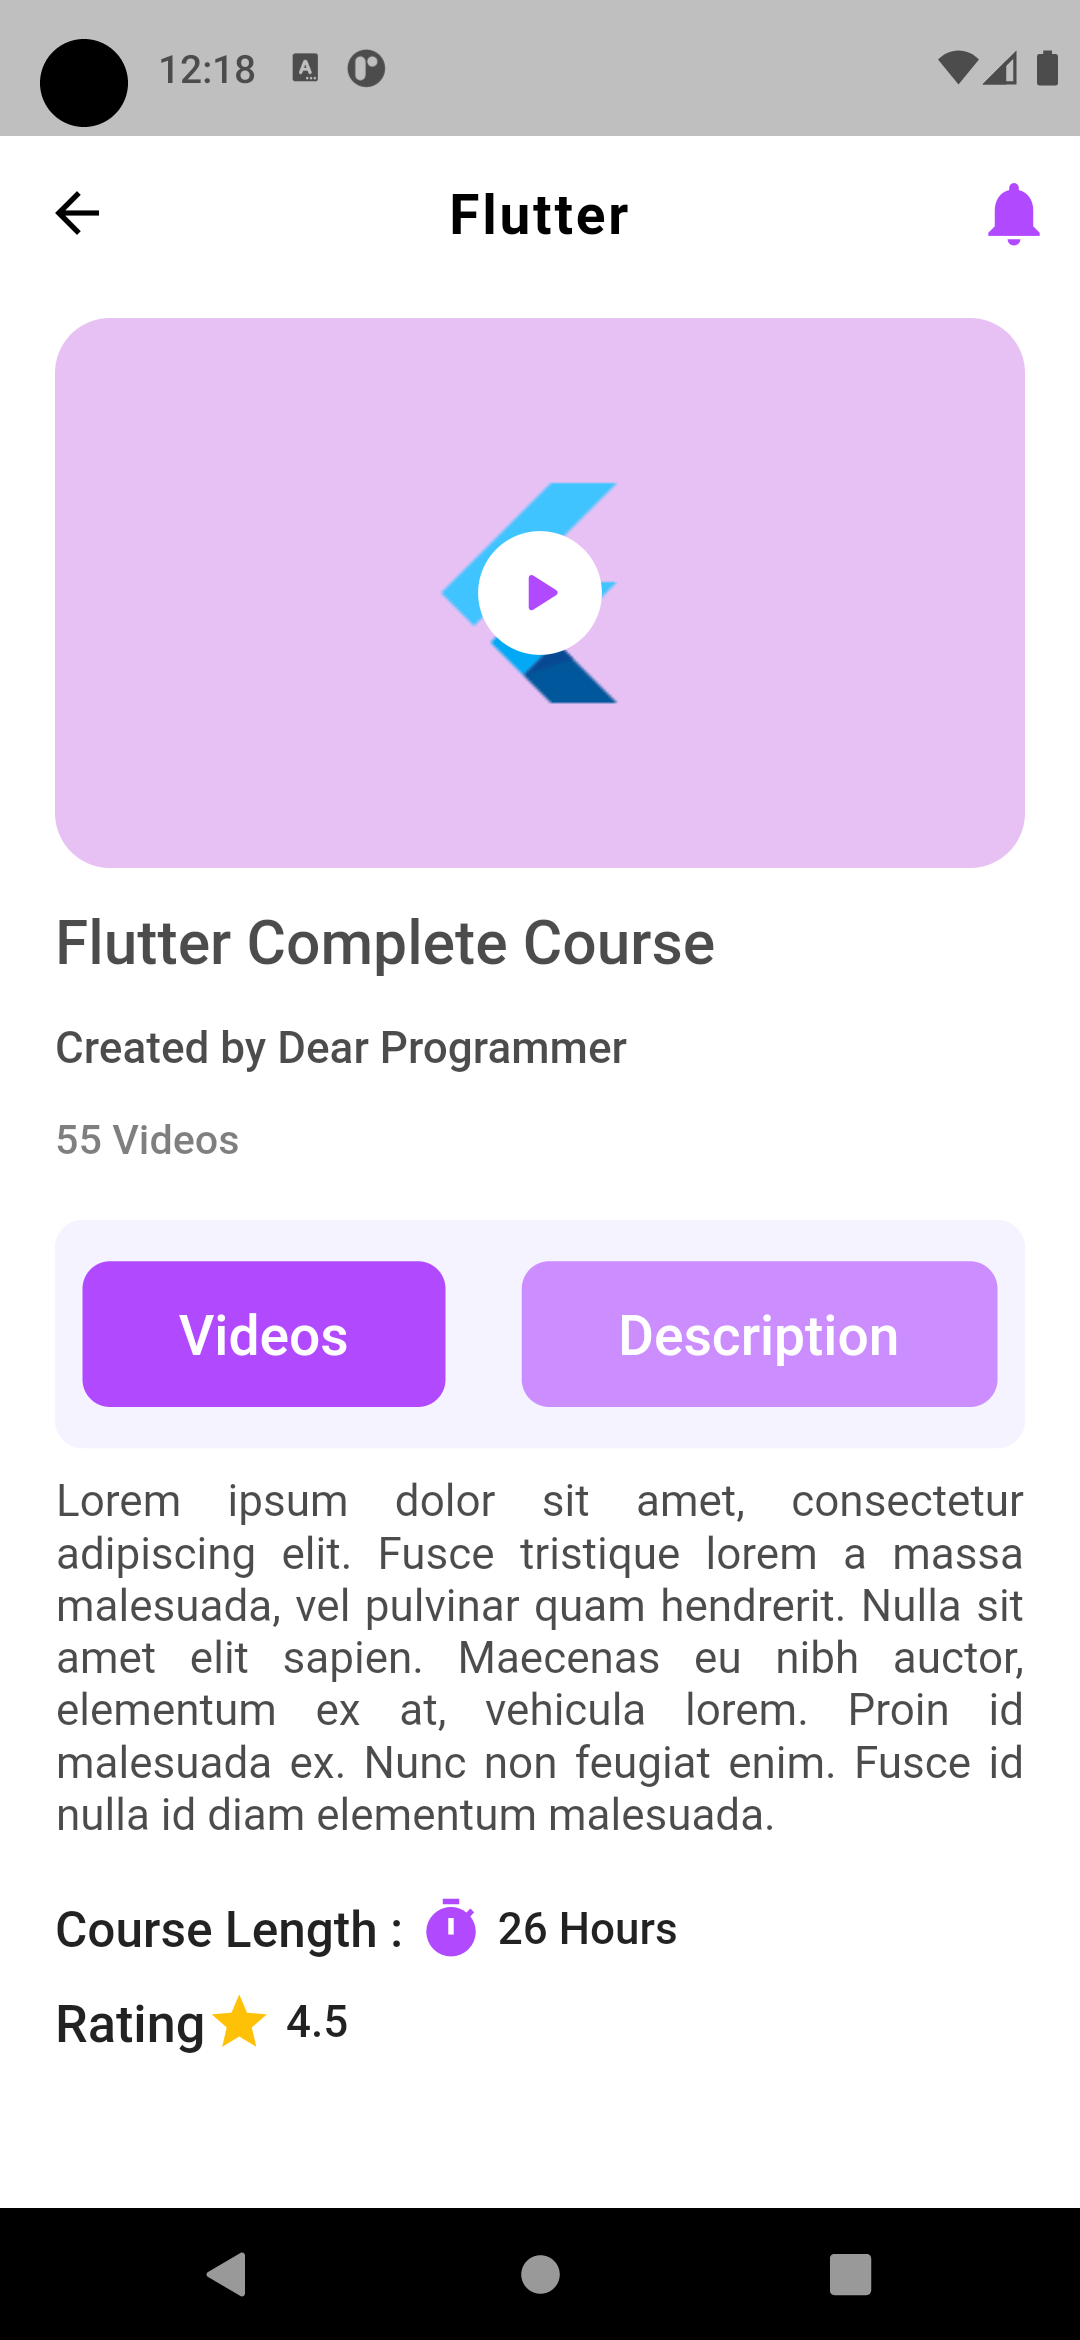 12:18
Flutter
Flutter Complete Course
Created by Dear Programmer
55 Videos
Videos Description
Lorem ipsum dolor sit amet, consectetur
adipiscing elit. Fusce tristique lorem a massa
malesuada, vel pulvinar quam hendrerit. Nulla sit
amet elit sapien. Maecenas eu nibh auctor,
elementum ex at, vehicula lorem. Proin id
malesuada ex. Nunc non feugiat enim. Fusce id
nulla id diam elementum malesuada.
Course Length : 26 Hours
Rating 4.5